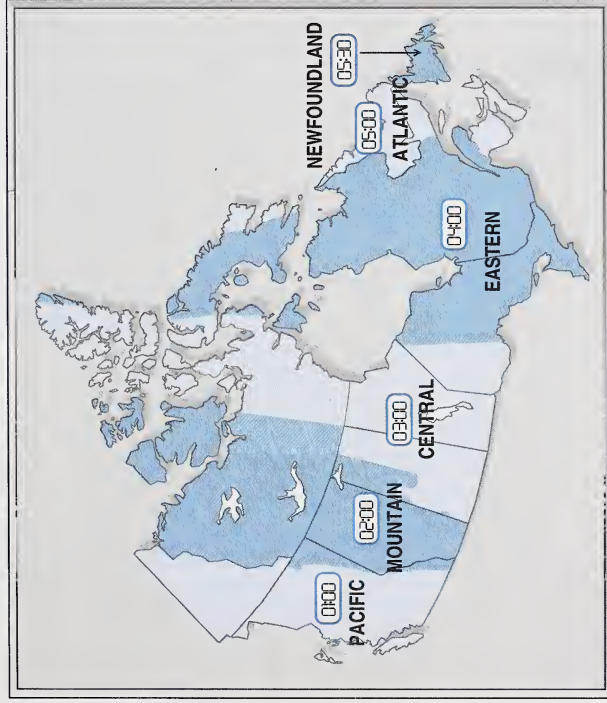 NEWFOUNDLAND
05:30
05:00
ATLANTIC
04:00
EASTERN
03:00
CENTRAL
02:00
MOUNTAIN
01:00
PACIFIC